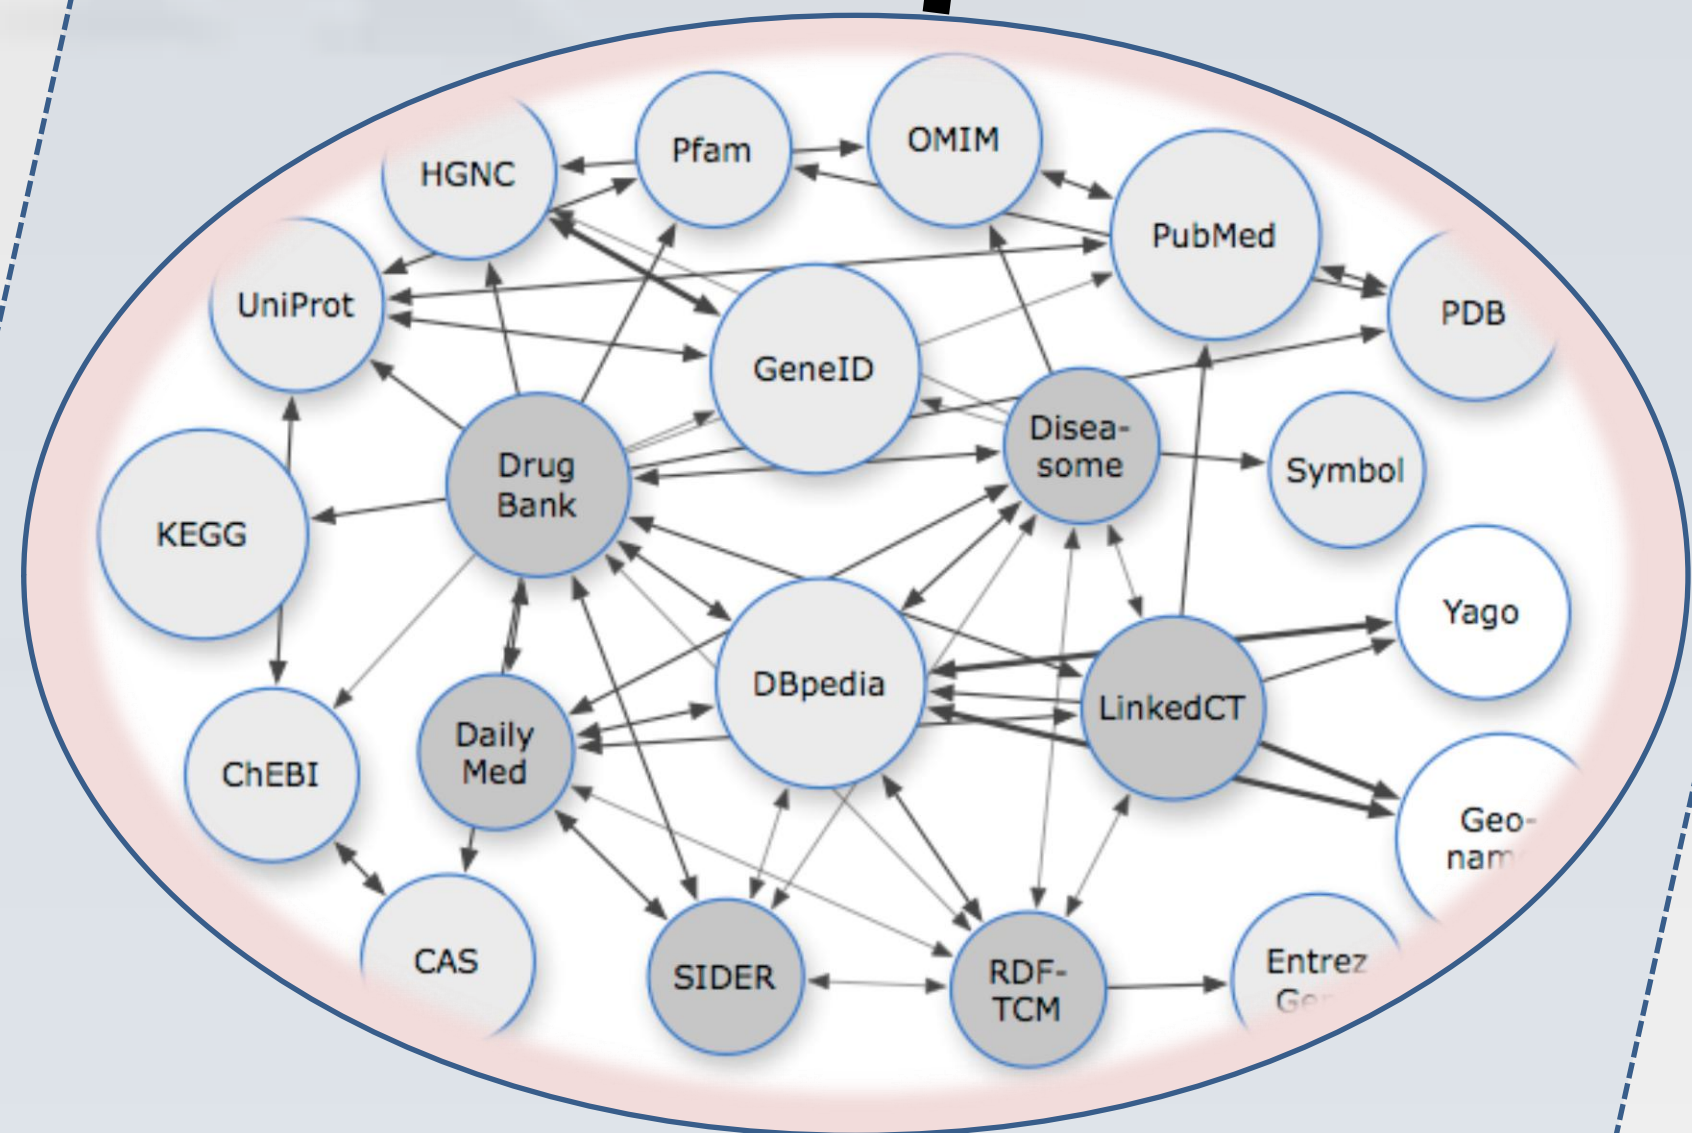 OMIM
Pfam
HGNC
PubMed
UniProt
PDB
GeneID
Disea-
some
Symbol
Drug
Bank
KEGG
Yago
DBpedia
LinkedCT
Daily
Med
ChEBI
Geo-
CAS
SIDER
RDF-
TCM
Entrez